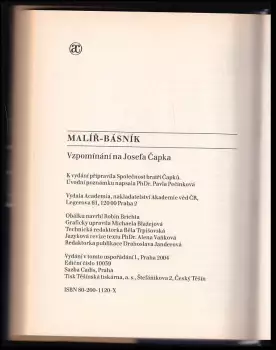 MALÍŘ-BÁSNÍK
Vzpomínání na Josefa Čapka
K vydání připravila Společnost bratří Čapků.
Úvodní poznámku napsala PhDr. Pavla Pečinková
Vydala Academia, nakladatelství Akademie věd ČR,
Legerova 61, 120 00 Praha 2
Obálku navrhl Robin Brichta
Graficky upravila Michaela Blažejová
Technická redaktorka Běla Trpišovská
Jazyková revize textu PhDr. Alena Vaňková
Redaktorka publikace Drahoslava Janderová
Vydání v tomto uspořádání 1., Praha 2004
Ediční číslo 10059
Sazba Cadis, Praha
Tisk Těšínská tiskárna, a. s., Štefánikova 2, Český Těšín
ISBN 80-200-1120-X